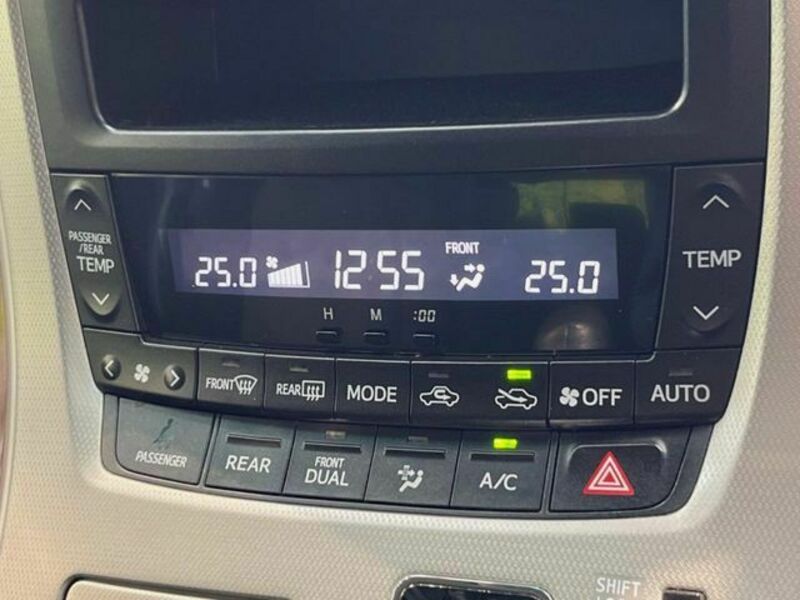 PASSENGER
/REAR
TEMP
25.0
12 55
FRONT
25.0
TEMP
H M :00
FRONT
REAR
MODE
OFF
AUTO
PASSENGER
REAR
FRONT
DUAL
A/C
SHIFT